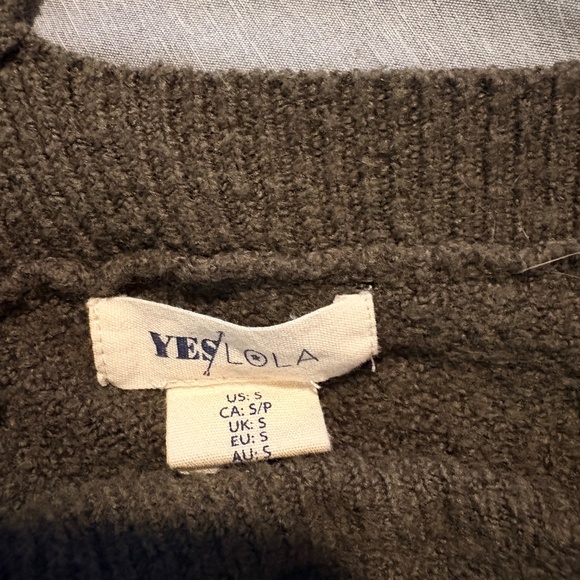 YES/LOLA
US: S
CA: S/P
UK: S
EU: S
AU: S